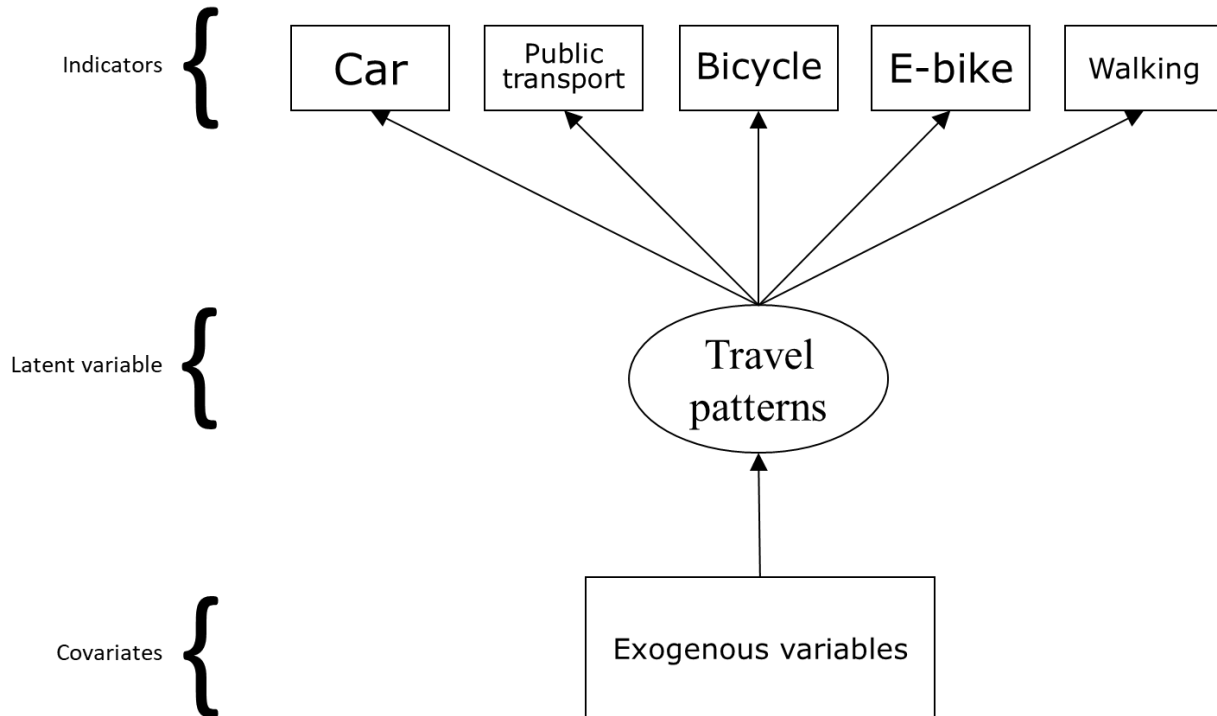 Indicators
Car
Public
transport
Bicycle
E-bike
Walking
Latent variable
Travel
patterns
Covariates
Exogenous variables